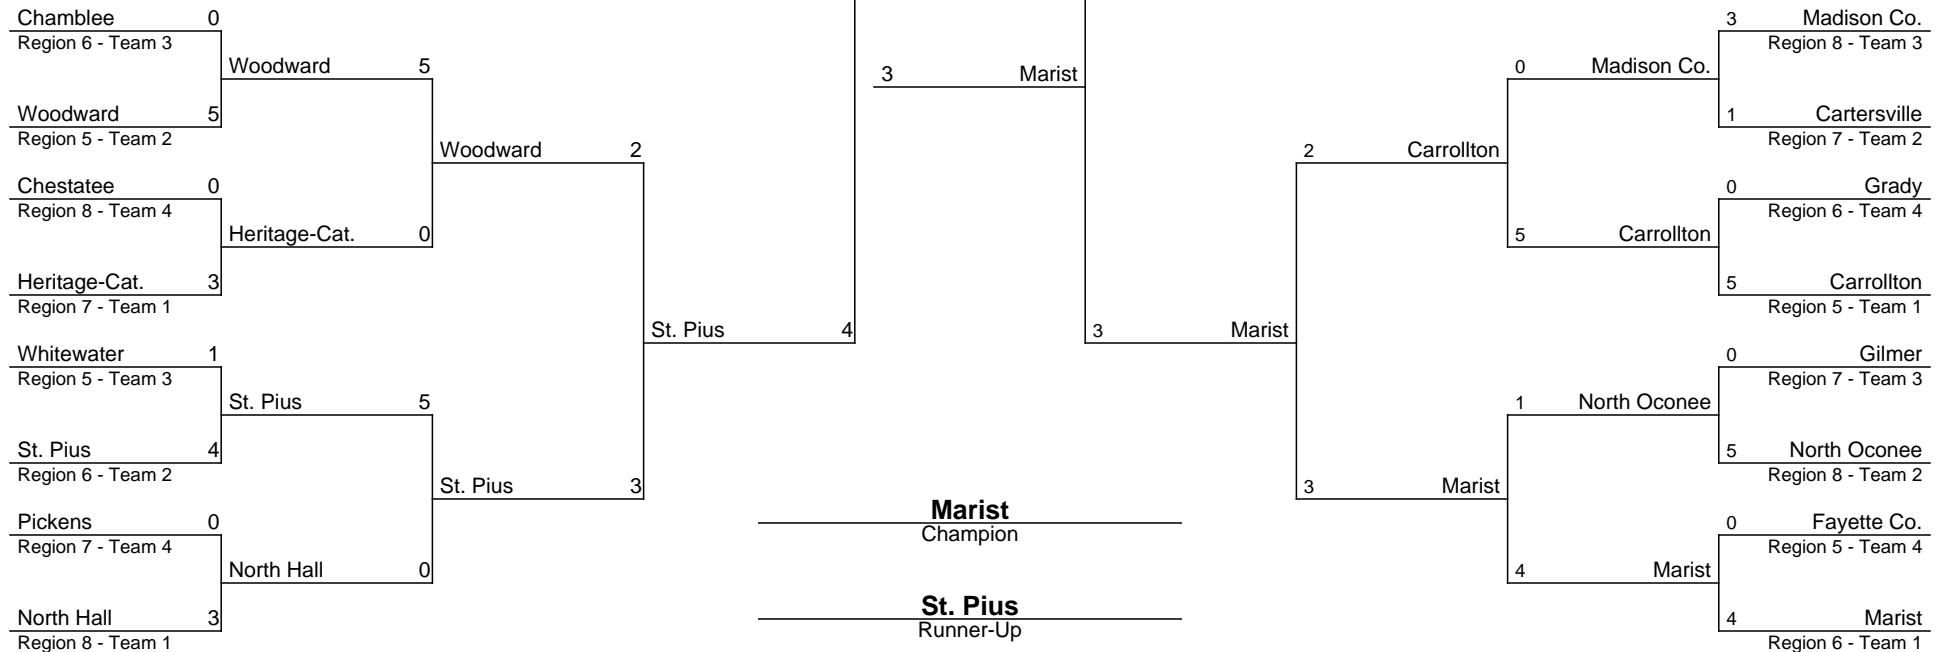 Chamblee 0
Region 6 - Team 3
Woodward 5
Woodward 5
Region 5 - Team 2
Woodward 2
Chestatee 0
Region 8 - Team 4
Heritage-Cat. 0
Heritage-Cat. 3
Region 7 - Team 1
St. Pius 4
Whitewater 1
Region 5 - Team 3
St. Pius 5
St. Pius 4
Region 6 - Team 2
St. Pius 3
Pickens 0
Region 7 - Team 4
North Hall 0
North Hall 3
Region 8 - Team 1
3 Marist
Marist
Champion
St. Pius
Runner-Up
3 Madison Co.
Region 8 - Team 3
0 Madison Co.
1 Cartersville
Region 7 - Team 2
2 Carrollton
0 Grady
Region 6 - Team 4
5 Carrollton
5 Carrollton
Region 5 - Team 1
3 Marist
0 Gilmer
Region 7 - Team 3
1 North Oconee
5 North Oconee
Region 8 - Team 2
3 Marist
0 Fayette Co.
Region 5 - Team 4
4 Marist
4 Marist
Region 6 - Team 1